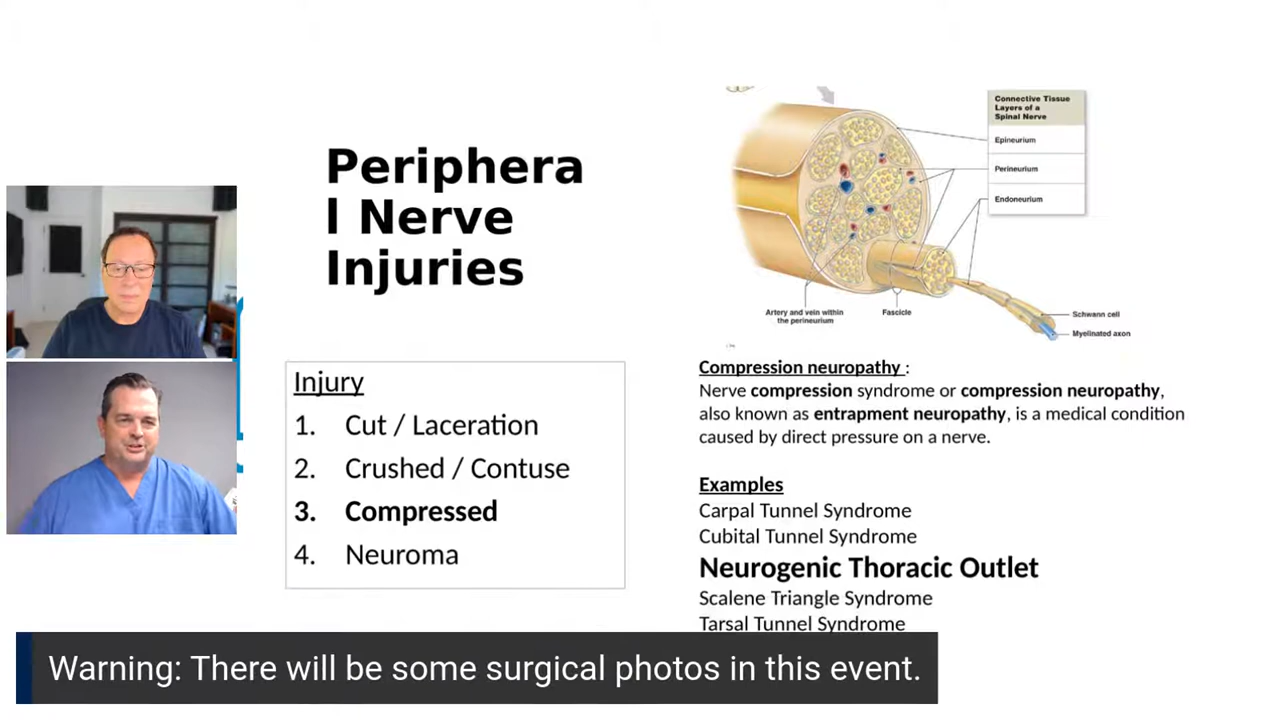 Periphera
l Nerve
Injuries
Injury
1. Cut / Laceration
2. Crushed / Contuse
3. Compressed
4. Neuroma
Connective Tissue
Layers of a
Spinal Nerve
Epineurium
Perineurium
Endoneurium
Artery and vein within
the perineurium
Fascicle
Schwann cell
Myelinated axon
Compression neuropathy :
Nerve compression syndrome or compression neuropathy,
also known as entrapment neuropathy, is a medical condition
caused by direct pressure on a nerve.
Examples
Carpal Tunnel Syndrome
Cubital Tunnel Syndrome
Neurogenic Thoracic Outlet
Scalene Triangle Syndrome
Tarsal Tunnel Syndrome
Warning: There will be some surgical photos in this event.